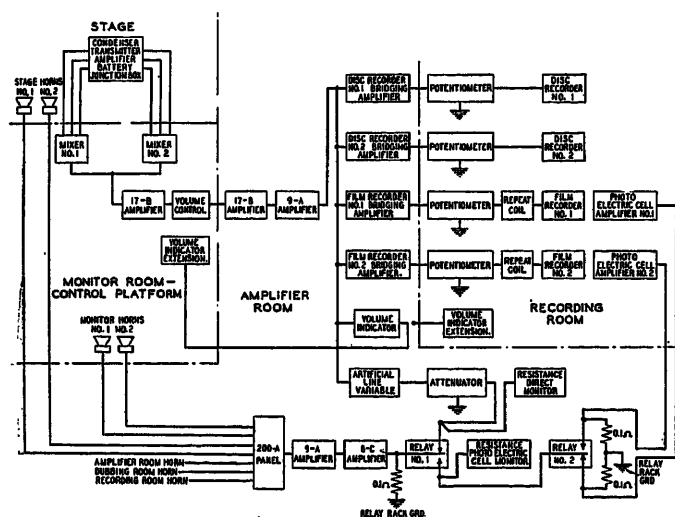 STAGE
CONDENSER
TRANSMITTER
AMPLIFIER
BATTERY
JUNCTION BOX
STAGE HORNS
NO.1 NO.2
MIXER
NO.1
MIXER
NO. 2
17-B
AMPLIFIER
VOLUME
CONTROL
17-B
AMPLIFIER
9-A
AMPLIFIER
VOLUME
INDICATOR
EXTENSION.
MONITOR ROOM-
CONTROL PLATFORM
AMPLIFIER
ROOM
RECORDING
ROOM
DISC RECORDER
NO.1 BRIDGING
AMPLIFIER
POTENTIOMETER
DISC
RECORDER
NO. 1
DISC RECORDER
NO.2 BRIDGING
AMPLIFIER
POTENTIOMETER
DISC
RECORDER
NO.2
FILM RECORDER
NO.1 BRIDGING
AMPLIFIER
POTENTIOMETER
REPEAT
COIL
FILM
RECORDER
NO.1
PHOTO
ELECTRIC CELL
AMPLIFIER NO.1
FILM RECORDER
NO.2 BRIDGING
AMPLIFIER.
POTENTIOMETER
REPEAT
COIL
FILM
RECORDER
NO.2
PHOTO
ELECTRIC CELL
AMPLIFIER NO.2
VOLUME
INDICATOR
VOLUME
INDICATOR
EXTENSION.
MONITOR HORNS
NO.1 NO.2
ARTIFICIAL
LINE
VARIABLE
ATTENUATOR
RESISTANCE
DIRECT
MONITOR
200-A
PANEL
9-A
AMPLIFIER
6-C
AMPLIFIER
RELAY
NO.1
RESISTANCE
PHOTO ELECTRIC
CELL MONITOR
RELAY
NO. 2
0.1Ω
0.1Ω
RELAY
RACK
GRD
0.1Ω
RELAY RACK GRD.
AMPLIFIER ROOM HORN
DUBBING ROOM HORN
RECORDING ROOM HORN